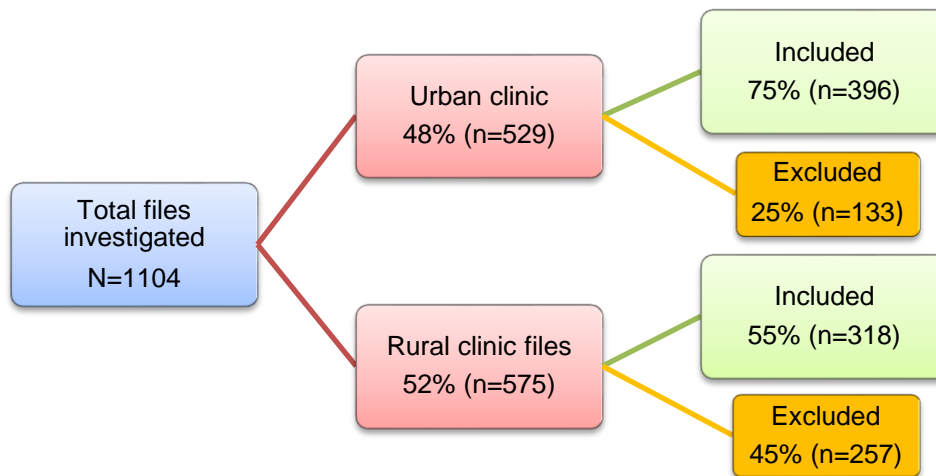 Total files
investigated
N=1104
Urban clinic
48% (n=529)
Included
75% (n=396)
Excluded
25% (n=133)
Rural clinic files
52% (n=575)
Included
55% (n=318)
Excluded
45% (n=257)